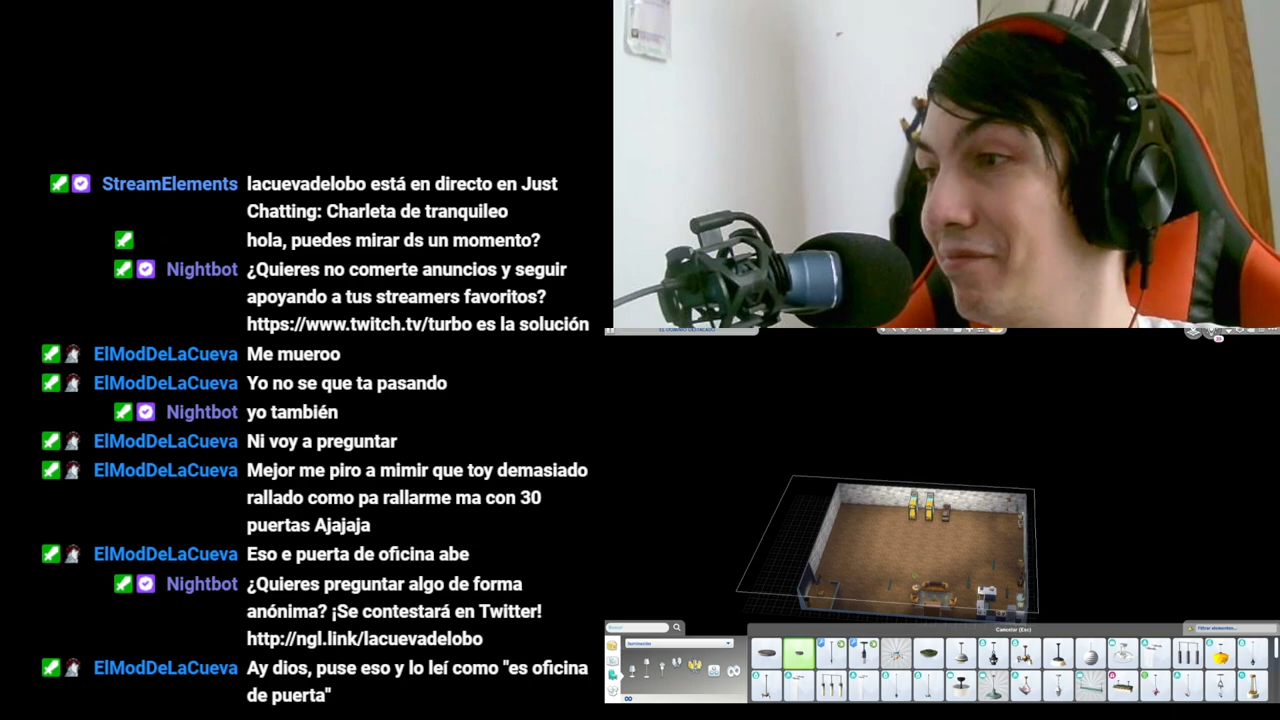 StreamElements lacuevadelobo está en directo en Just
Chatting: Charleta de tranquileo
hola, puedes mirar ds un momento?
Nightbot ¿Quieres no comerte anuncios y seguir
apoyando a tus streamers favoritos?
https://www.twitch.tv/turbo es la solución
ElModDeLaCueva Me mueroo
ElModDeLaCueva Yo no se que ta pasando
Nightbot yo también
ElModDeLaCueva Ni voy a preguntar
ElModDeLaCueva Mejor me piro a mimir que toy demasiado
rallado como pa rallarme ma con 30
puertas Ajajaja
ElModDeLaCueva Eso e puerta de oficina abe
Nightbot ¿Quieres preguntar algo de forma
anónima? ¡Se contestará en Twitter!
http://ngl.link/lacuevadelobo
ElModDeLaCueva Ay dios, puse eso y lo leí como "es oficina
de puerta"
Cancelar (Esc)
Buscar
Filtrar elementos...
Iluminación